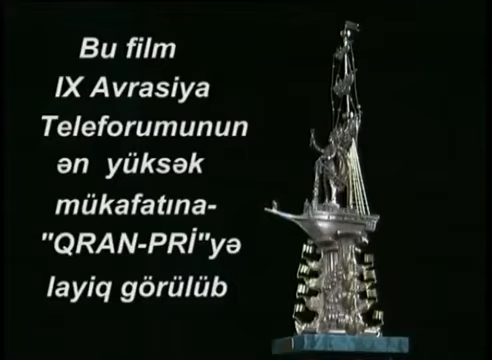 Bu film
IX Avrasiya
Teleforumunun
ən yüksək
mükafatına-
"QRAN-PRİ"yə
layiq görülüb